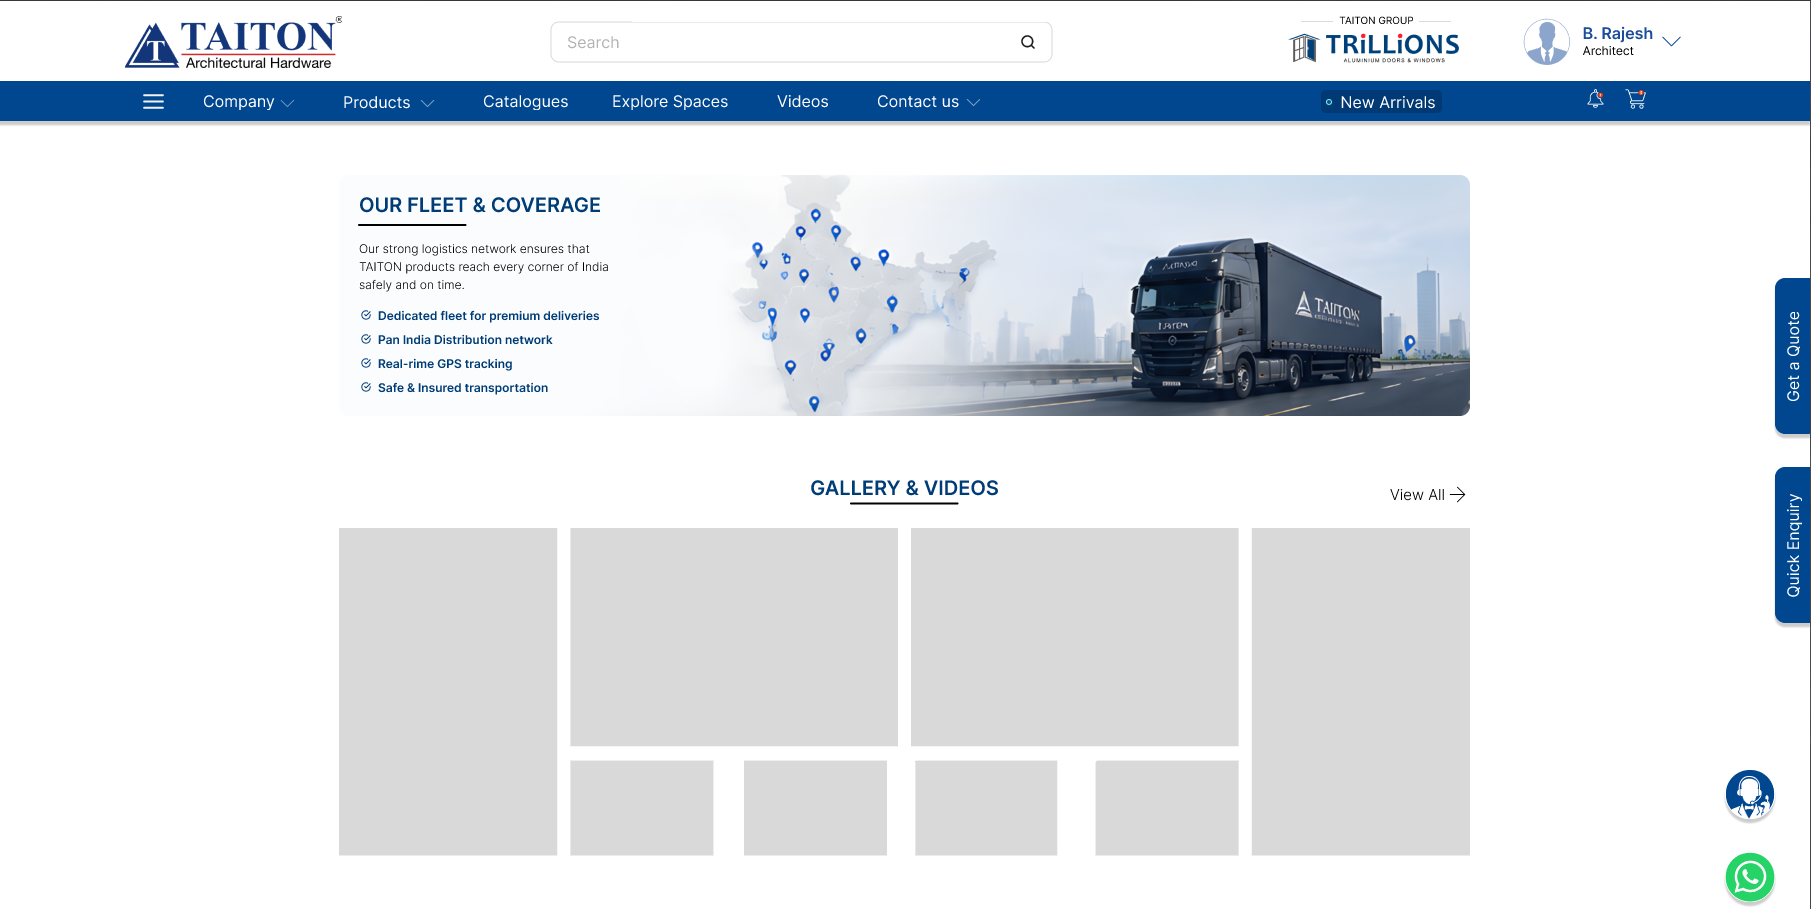 TAITON®
Architectural Hardware
Search
TAITON GROUP
TRiLLiONS
ALUMINIUM DOORS & WINDOWS
B. Rajesh
Architect
Company
Products
Catalogues
Explore Spaces
Videos
Contact us
New Arrivals
OUR FLEET & COVERAGE
Our strong logistics network ensures that
TAITON products reach every corner of India
safely and on time.
Dedicated fleet for premium deliveries
Pan India Distribution network
Real-rime GPS tracking
Safe & Insured transportation
Get a Quote
GALLERY & VIDEOS
View All
Quick Enquiry